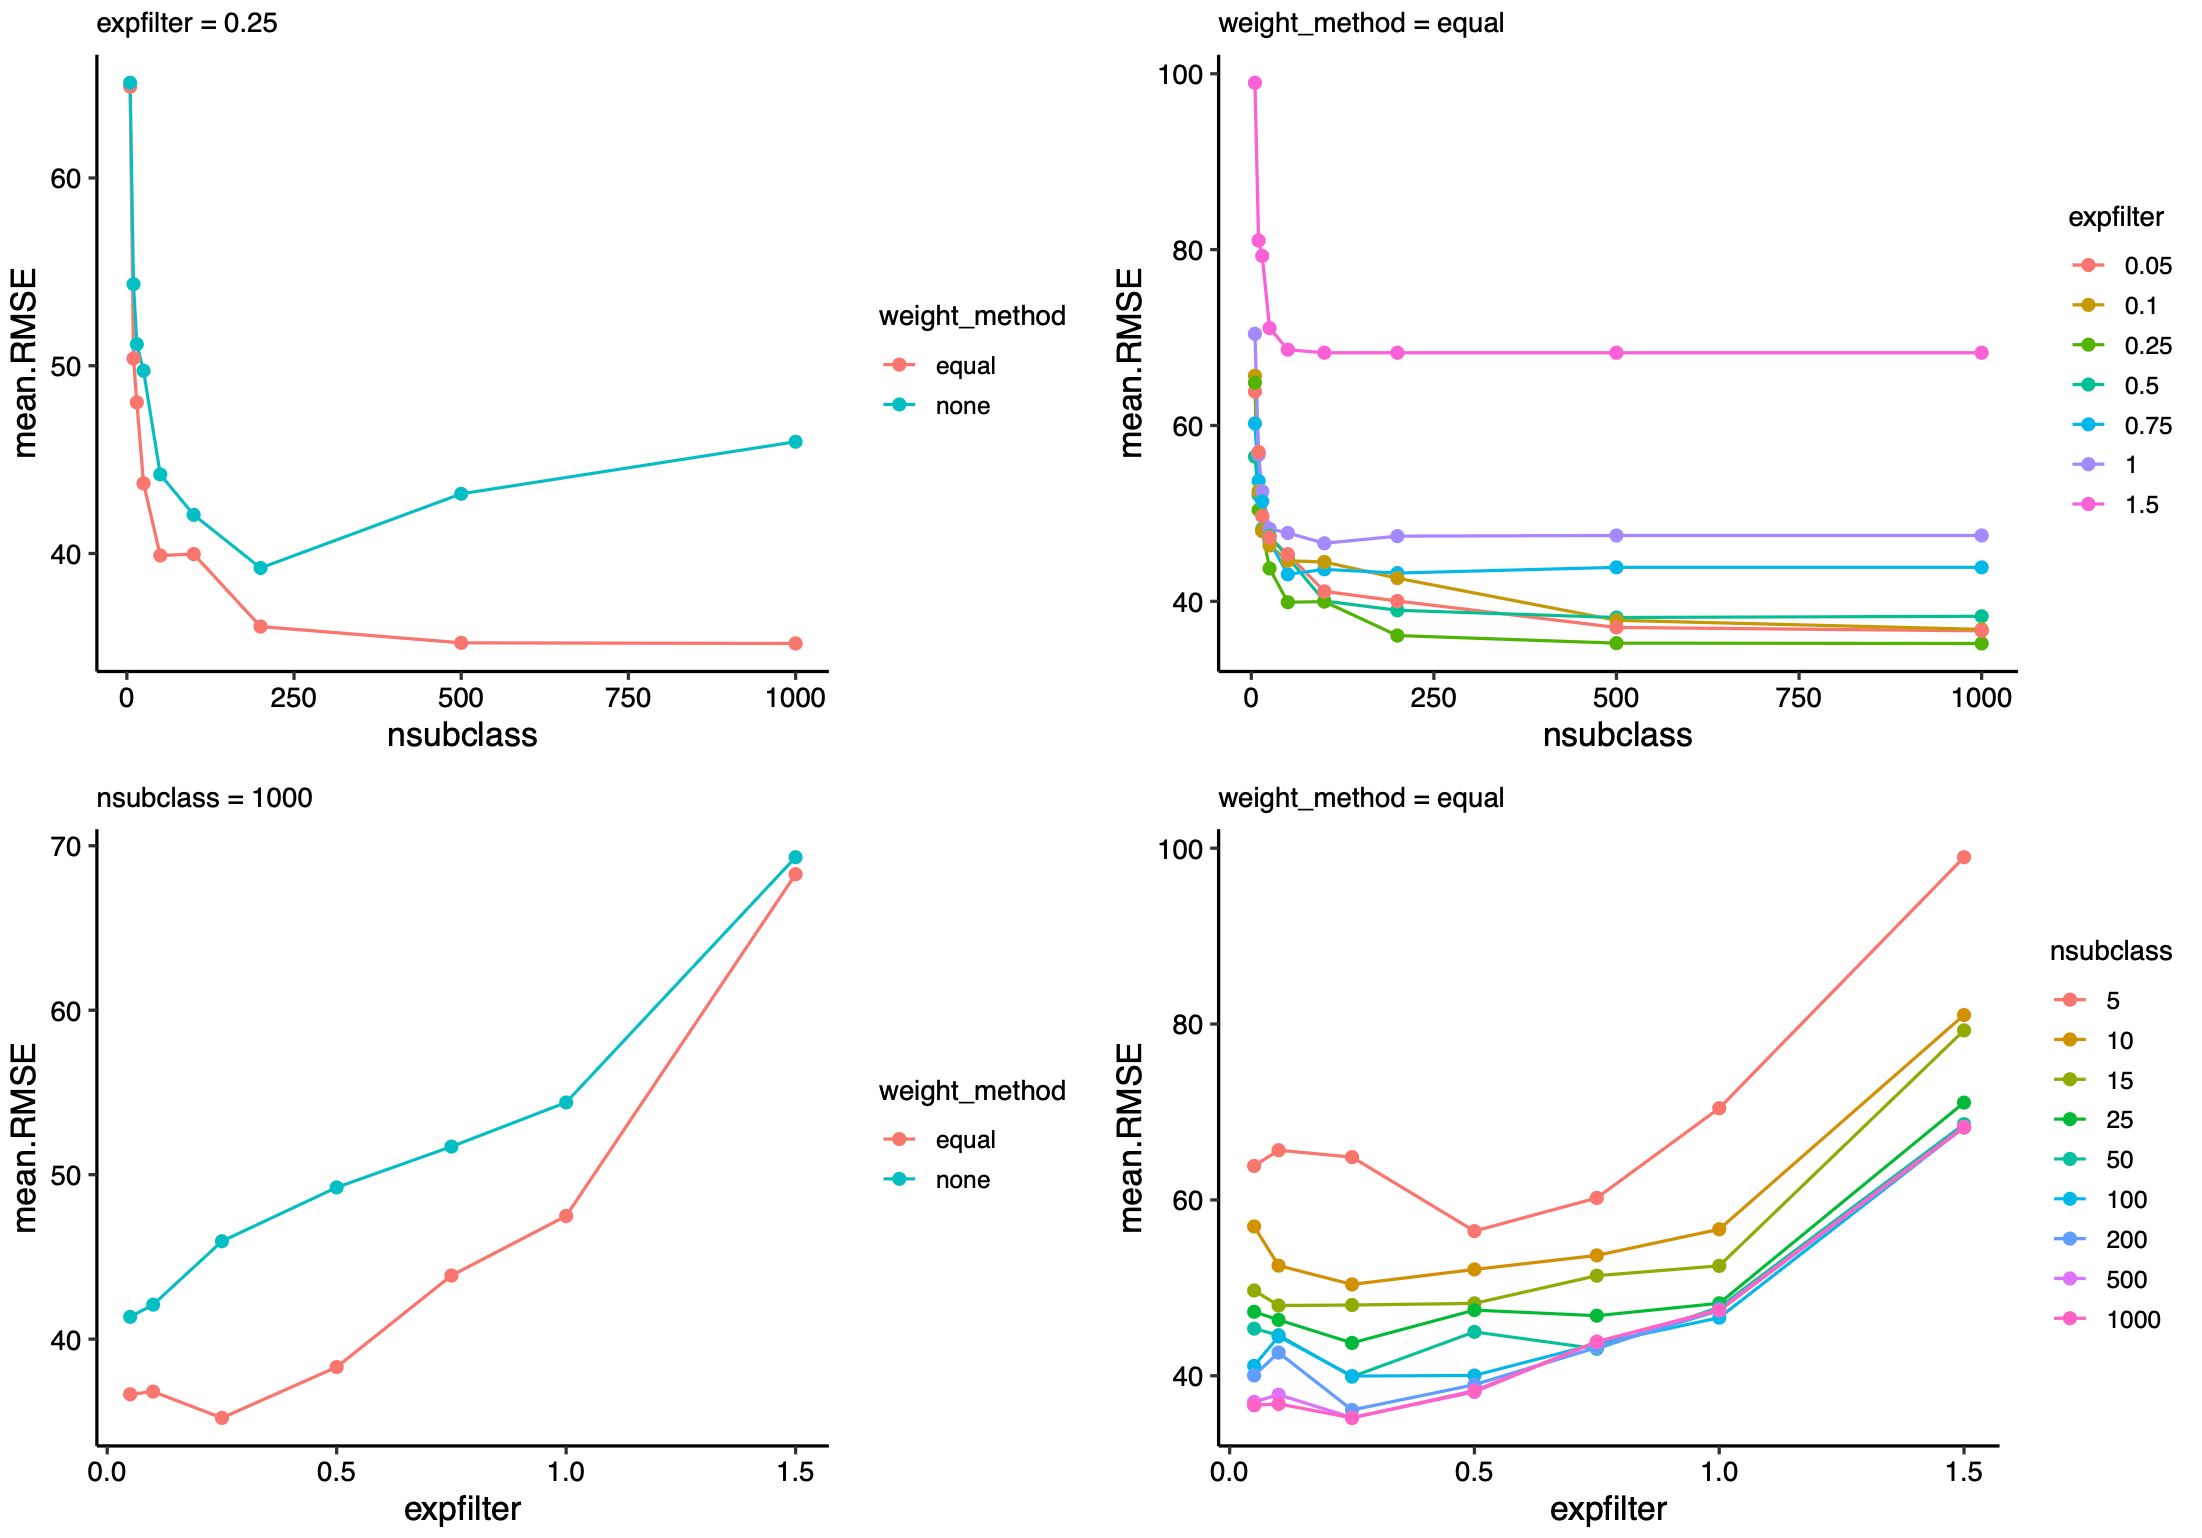 expfilter = 0.25
60
50
40
mean.RMSE
0 250 500 750 1000
nsubclass
weight_method
equal
none
weight_method = equal
100
80
60
40
mean.RMSE
0 250 500 750 1000
nsubclass
expfilter
0.05
0.1
0.25
0.5
0.75
1
1.5
nsubclass = 1000
70
60
50
40
mean.RMSE
0.0 0.5 1.0 1.5
expfilter
weight_method
equal
none
weight_method = equal
100
80
60
40
mean.RMSE
0.0 0.5 1.0 1.5
expfilter
nsubclass
5
10
15
25
50
100
200
500
1000